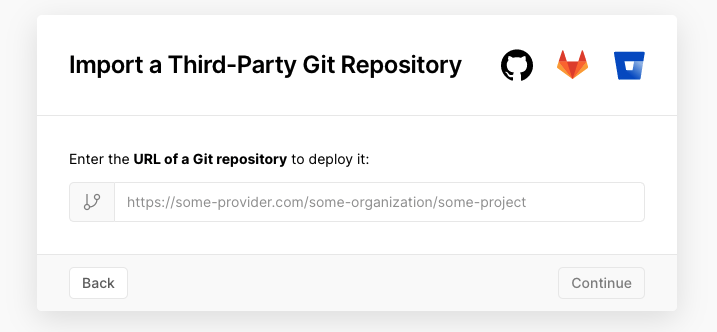 Import a Third-Party Git Repository
Enter the URL of a Git repository to deploy it:
https://some-provider.com/some-organization/some-project
Back
Continue